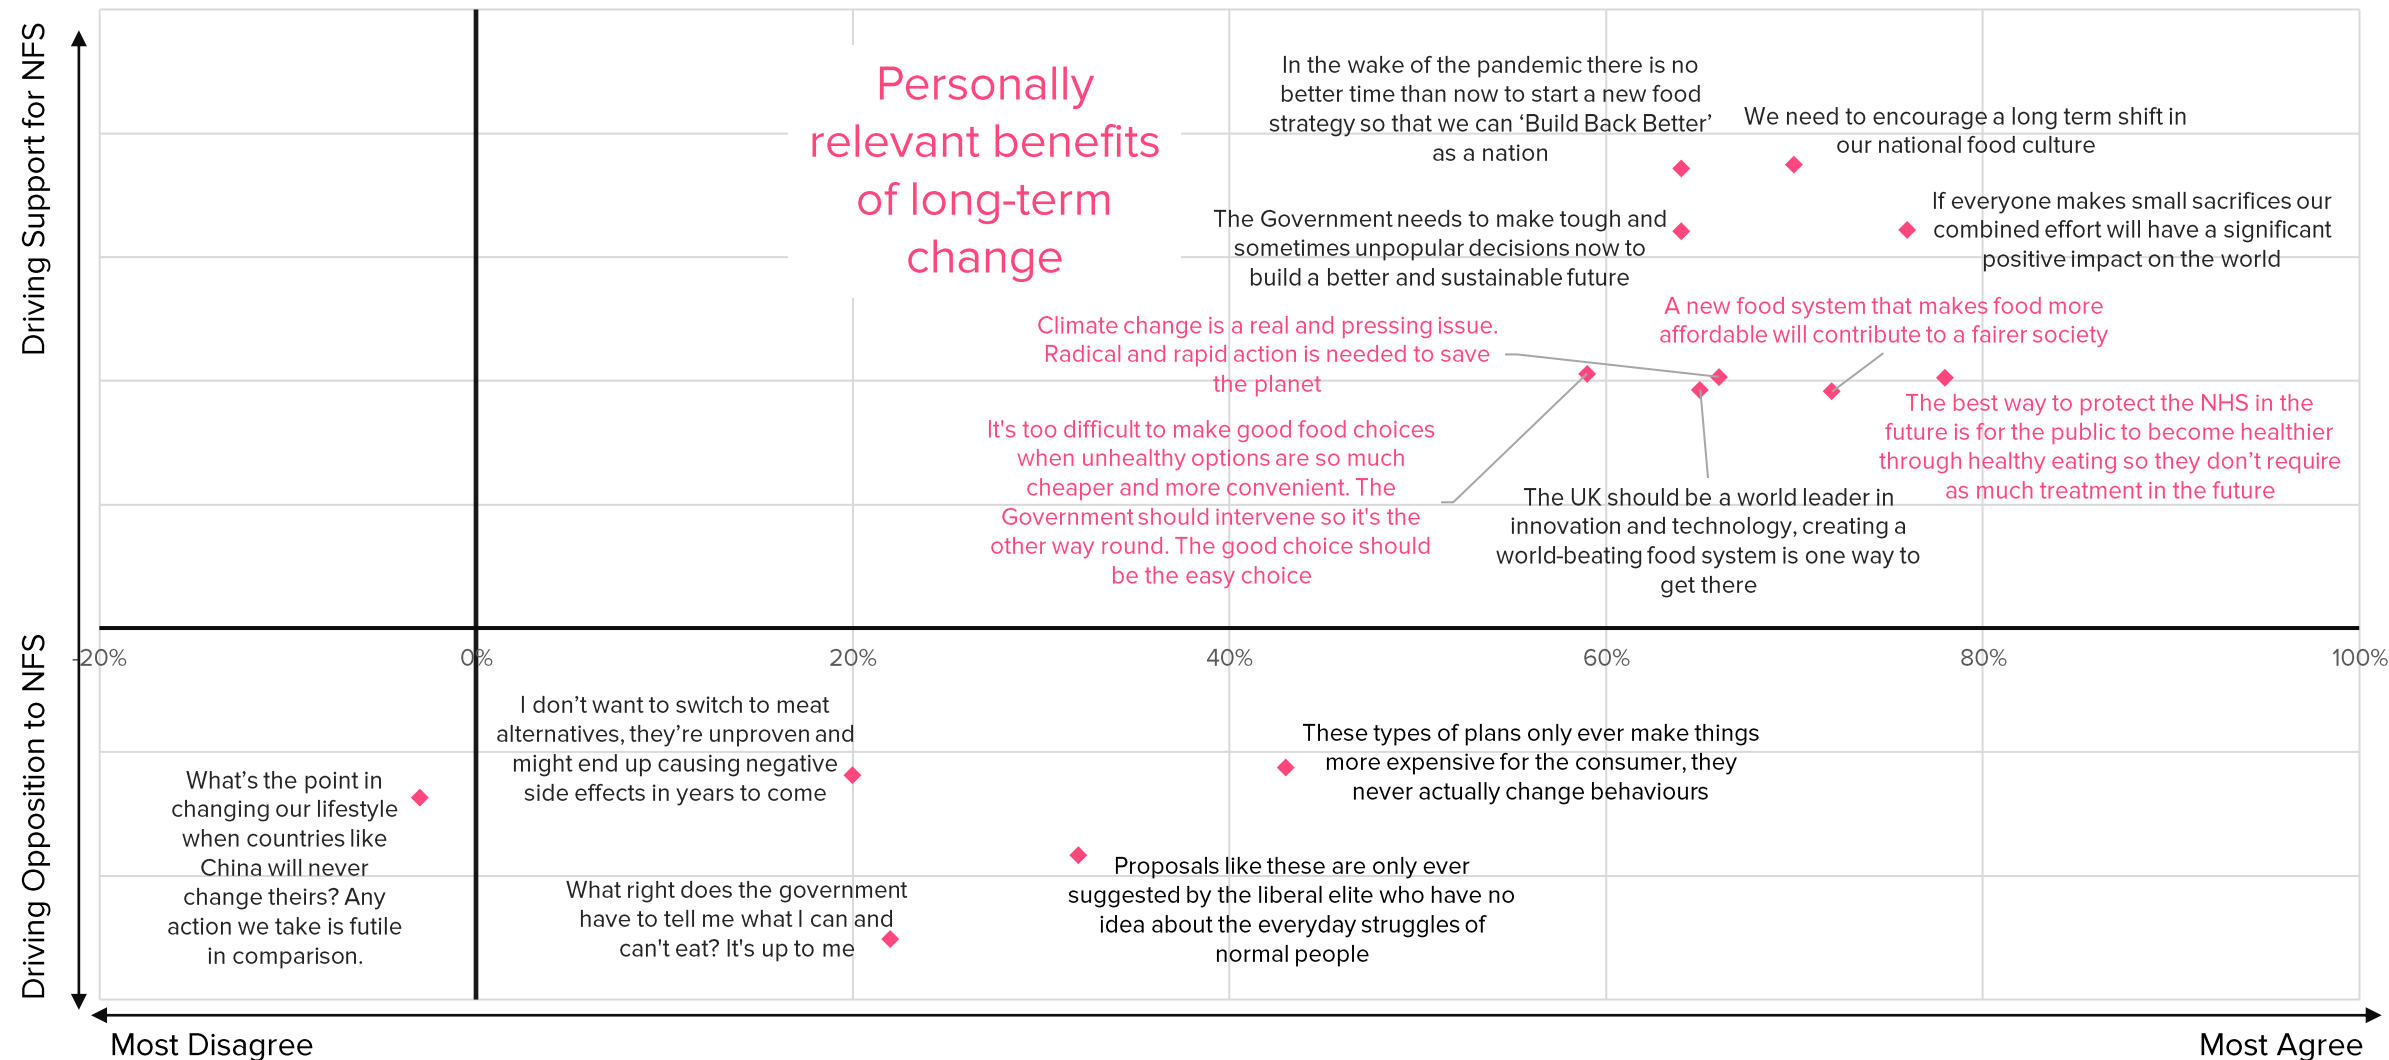 Driving Support for NFS
Personally
relevant benefits
of long-term
change
In the wake of the pandemic there is no
better time than now to start a new food
strategy so that we can ‘Build Back Better’
as a nation
We need to encourage a long term shift in
our national food culture
If everyone makes small sacrifices our
combined effort will have a significant
positive impact on the world
The Government needs to make tough and
sometimes unpopular decisions now to
build a better and sustainable future
A new food system that makes food more
affordable will contribute to a fairer society
Climate change is a real and pressing issue.
Radical and rapid action is needed to save
the planet
The best way to protect the NHS in the
future is for the public to become healthier
through healthy eating so they don’t require
as much treatment in the future
It's too difficult to make good food choices
when unhealthy options are so much
cheaper and more convenient. The
Government should intervene so it's the
other way round. The good choice should
be the easy choice
The UK should be a world leader in
innovation and technology, creating a
world-beating food system is one way to
get there
-20%
0%
20%
40%
60%
80%
100%
Driving Opposition to NFS
I don’t want to switch to meat
alternatives, they’re unproven and
might end up causing negative
side effects in years to come
These types of plans only ever make things
more expensive for the consumer, they
never actually change behaviours
What’s the point in
changing our lifestyle
when countries like
China will never
change theirs? Any
action we take is futile
in comparison.
Proposals like these are only ever
suggested by the liberal elite who have no
idea about the everyday struggles of
normal people
What right does the government
have to tell me what I can and
can't eat? It's up to me
Most Disagree
Most Agree